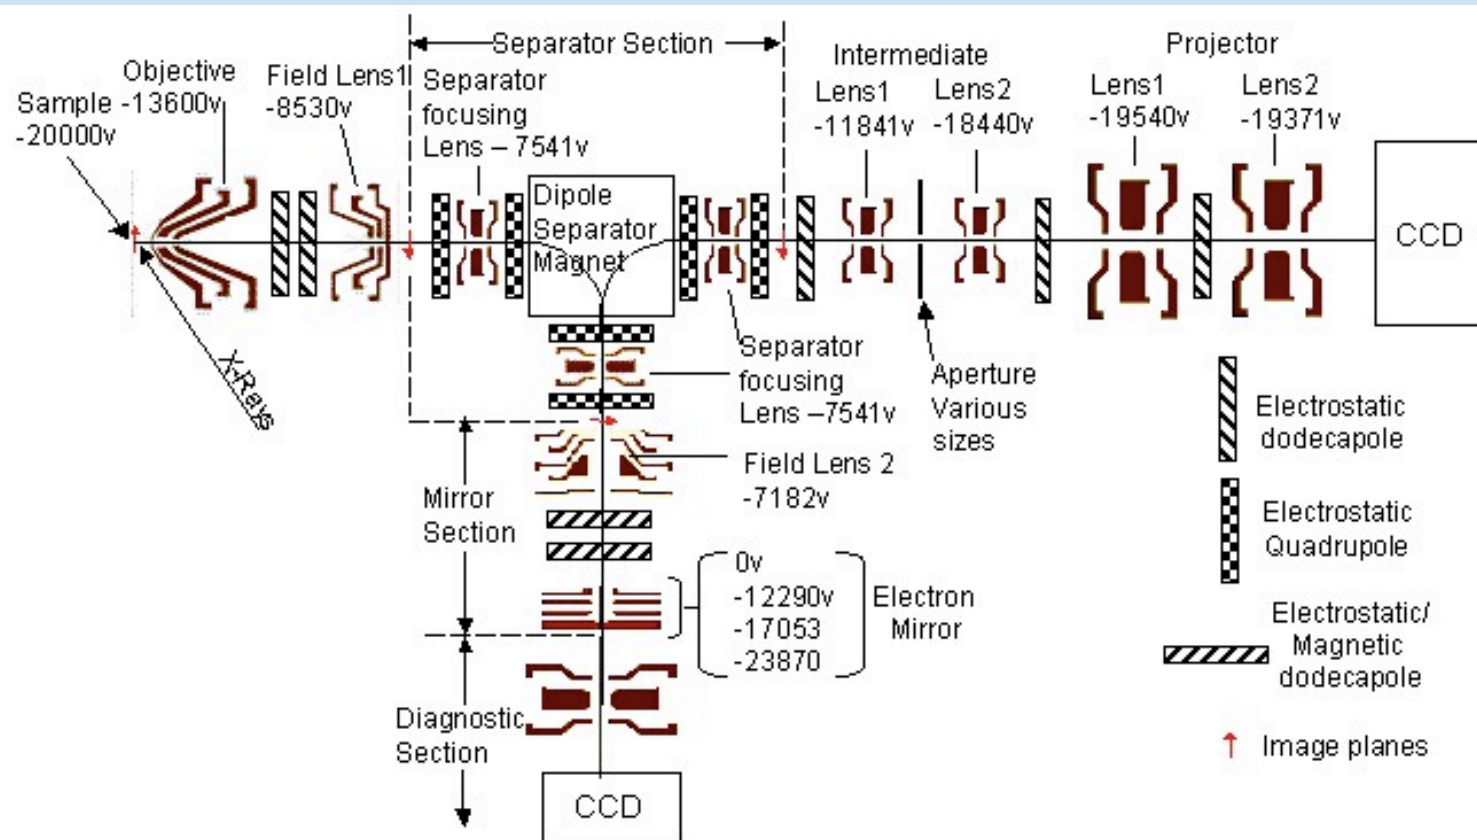 Sample
-20000v
Objective
-13600v
Field Lens1
-8530v
Separator Section
Separator
focusing
Lens – 7541v
Intermediate
Lens1
-11841v
Lens2
-18440v
Projector
Lens1
-19540v
Lens2
-19371v
Dipole
Separator
Magnet
CCD
X-Rays
Separator
focusing
Lens –7541v
Aperture
Various
sizes
Field Lens 2
-7182v
Mirror
Section
0v
-12290v
-17053
-23870
Electron
Mirror
Diagnostic
Section
CCD
Electrostatic
dodecapole
Electrostatic
Quadrupole
Electrostatic/
Magnetic
dodecapole
Image planes